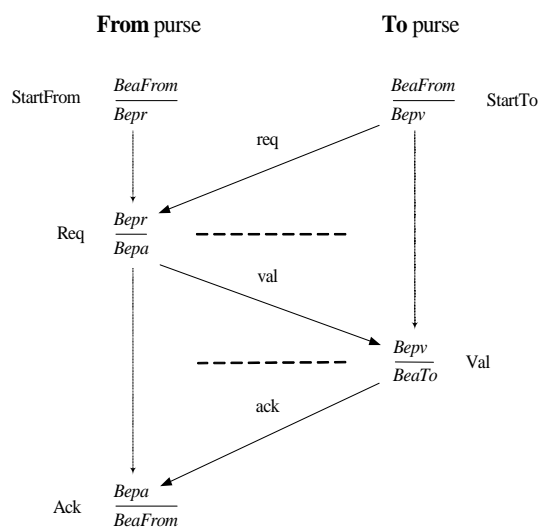 From purse To purse
StartFrom BeaFrom BeaFrom StartTo
Bepr Bepv
req
Req Bepr
Bepa
val
Bepv Val
BeaTo
ack
Ack Bepa
BeaFrom